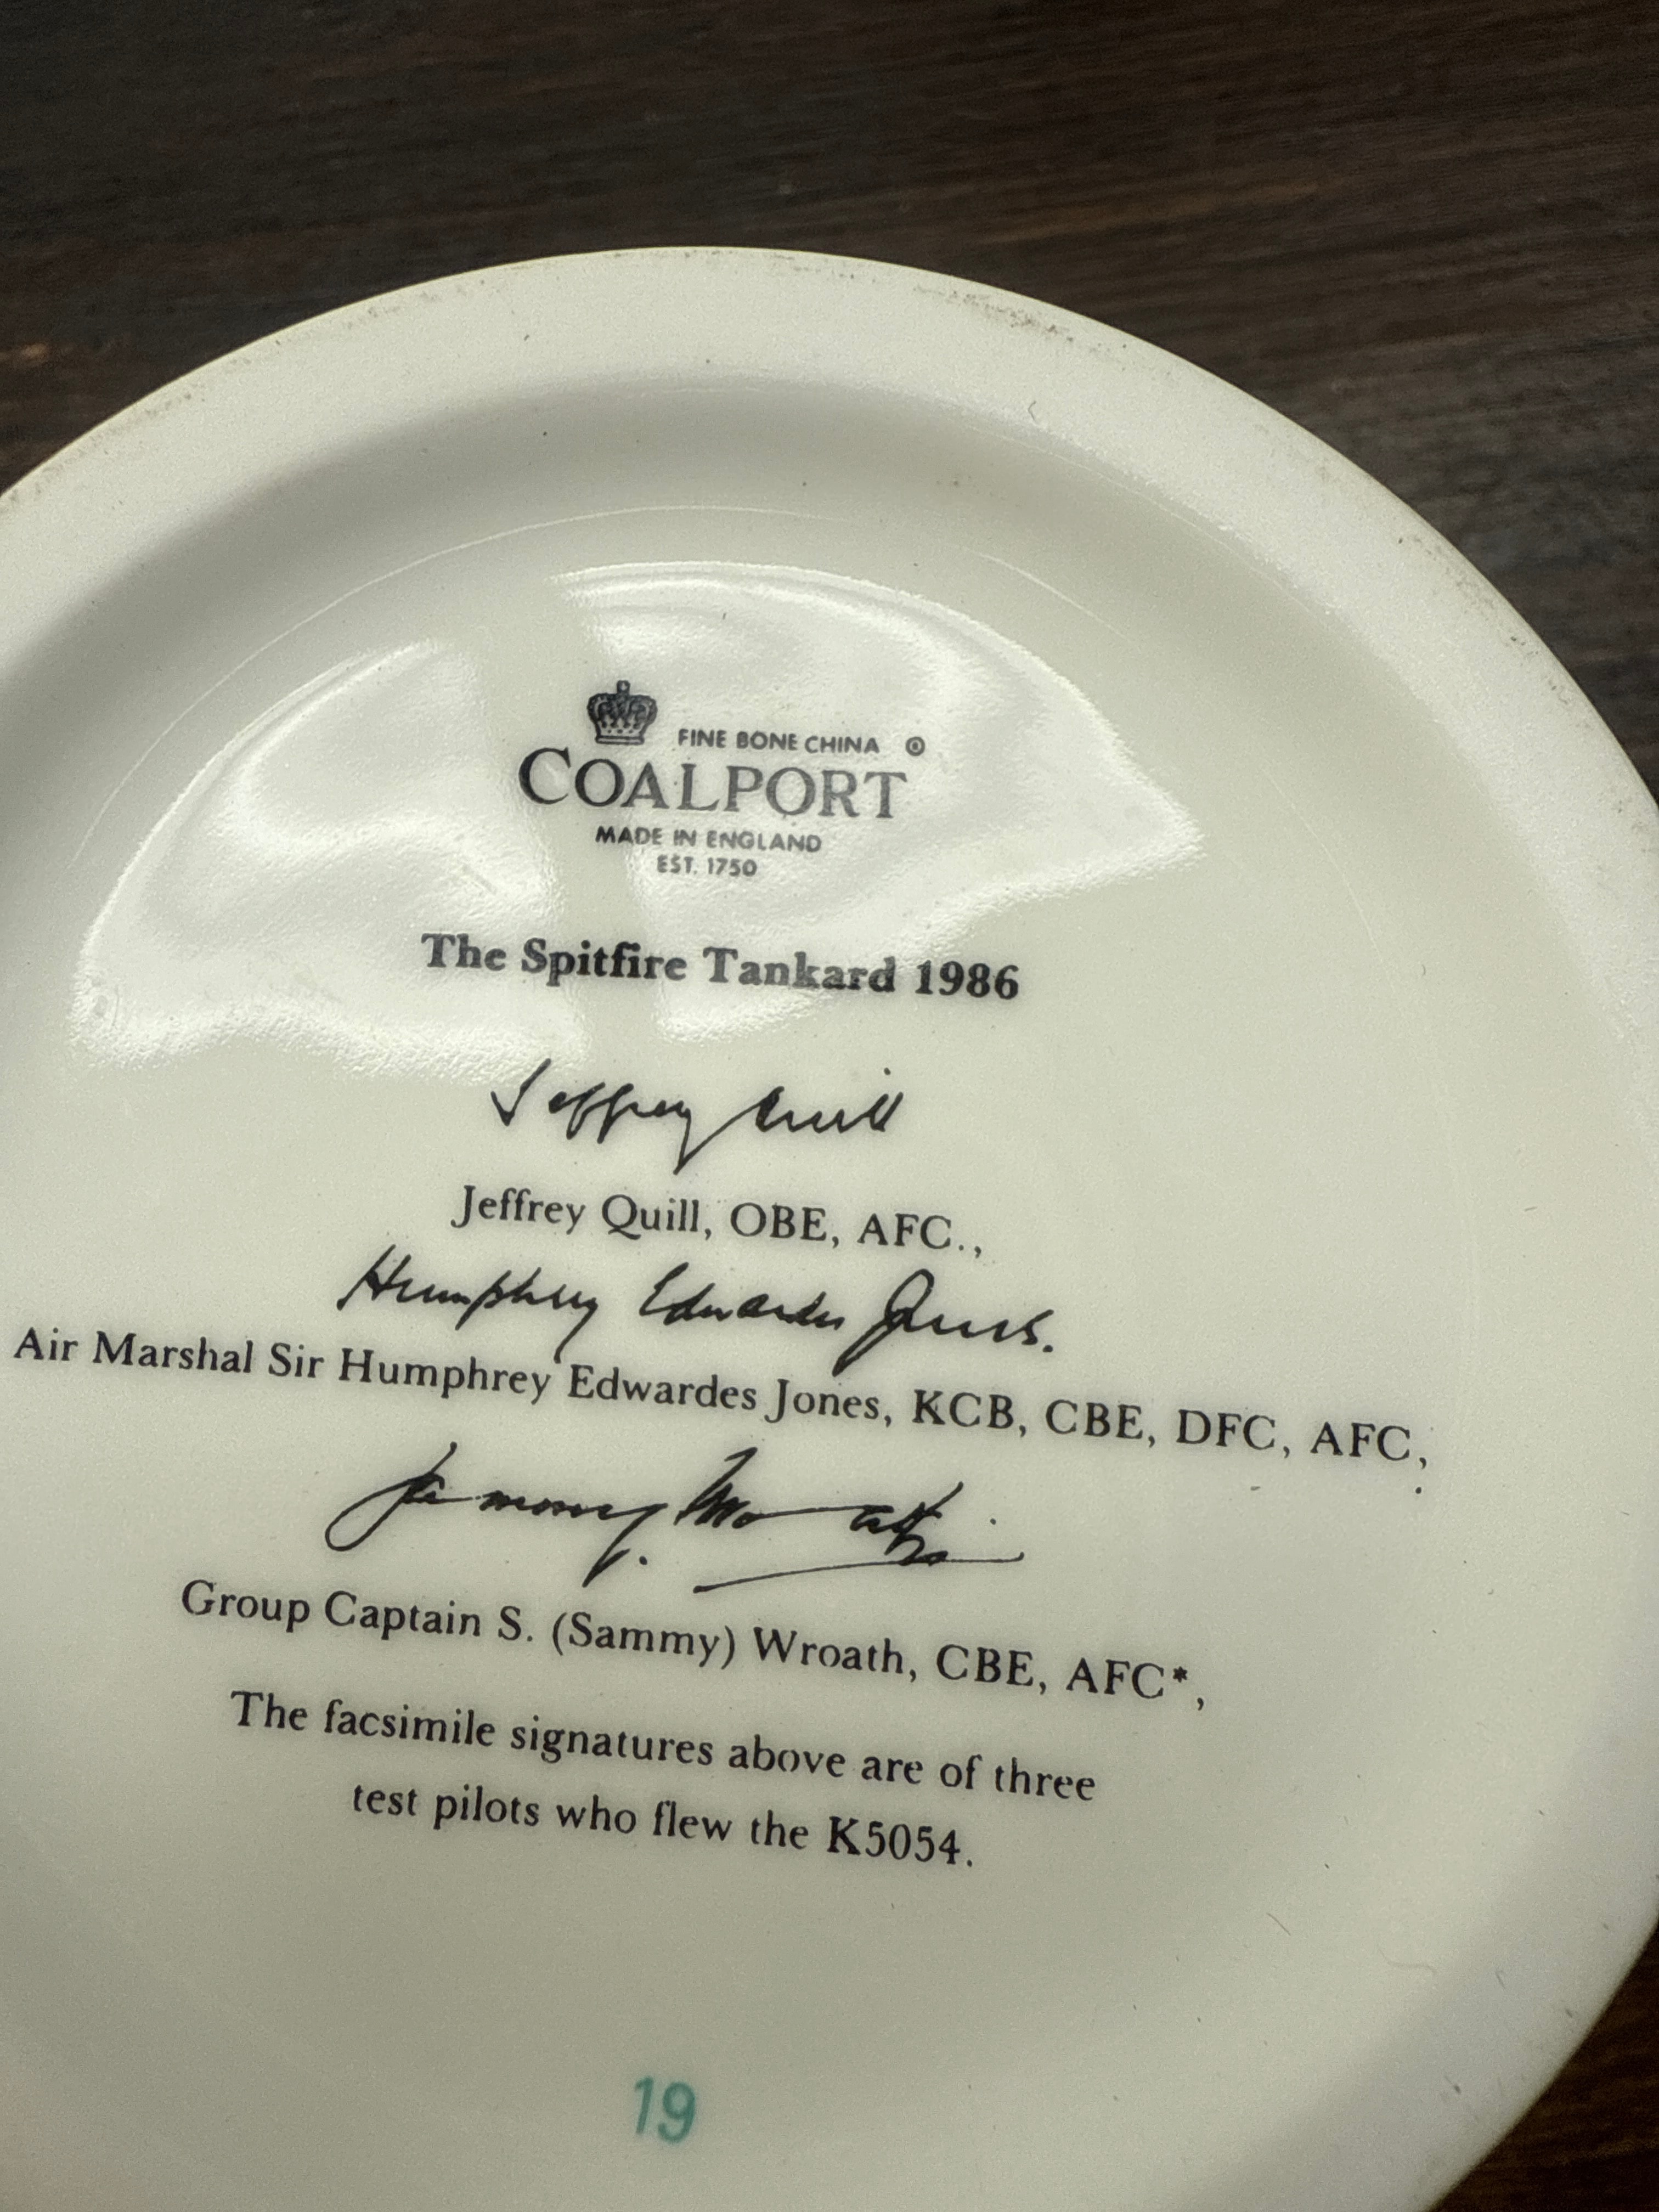 FINE BONE CHINA ®
COALPORT
MADE IN ENGLAND
EST. 1750
The Spitfire Tankard 1986
Jeffrey Quill
Jeffrey Quill, OBE, AFC.,
Humphrey Edwardes Jones.
Air Marshal Sir Humphrey Edwardes Jones, KCB, CBE, DFC, AFC,
Sammy Wroath
Group Captain S. (Sammy) Wroath, CBE, AFC*,
The facsimile signatures above are of three
test pilots who flew the K5054.
19